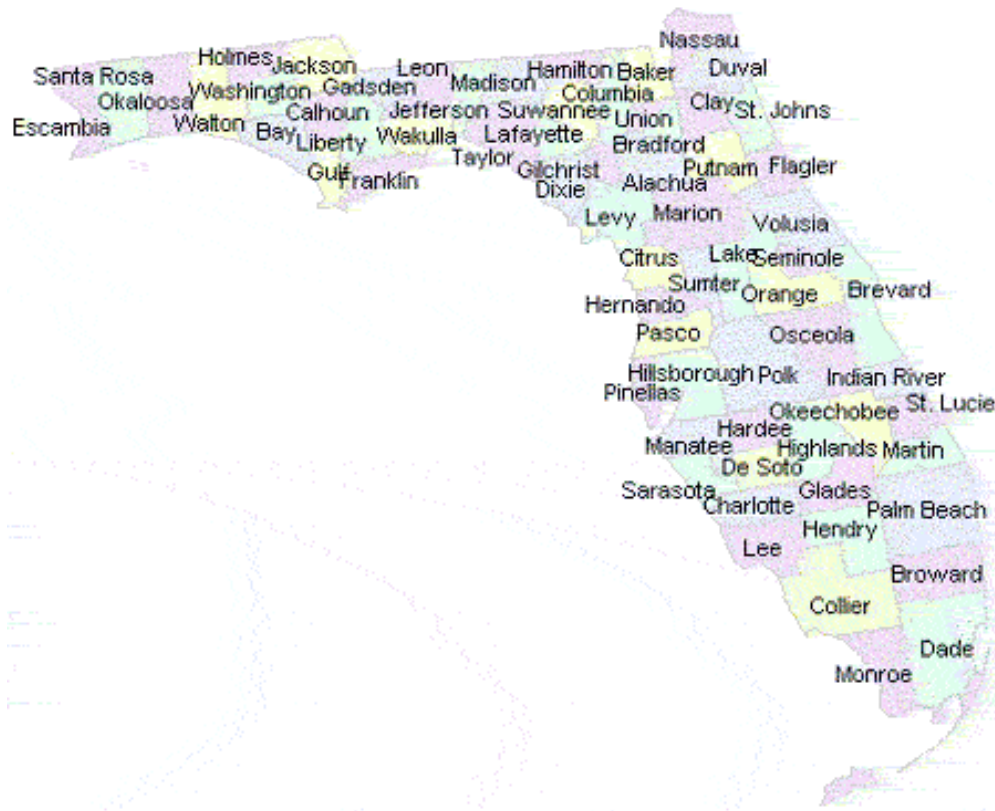 Nassau
Holmes
Jackson
Leon
Madison
Hamilton
Baker
Duval
Santa Rosa
Washington
Gadsden
Columbia
Okaloosa
Calhoun
Jefferson
Suwannee
Union
Clay
St. Johns
Escambia
Walton
Bay
Liberty
Wakulla
Lafayette
Bradford
Taylor
Gulf
Franklin
Gilchrist
Dixie
Alachua
Putnam
Flagler
Levy
Marion
Volusia
Citrus
Lake
Seminole
Sumter
Orange
Brevard
Hernando
Pasco
Osceola
Hillsborough
Polk
Indian River
Pinellas
Okeechobee
St. Lucie
Hardee
Manatee
Highlands
Martin
De Soto
Sarasota
Charlotte
Glades
Palm Beach
Hendry
Lee
Broward
Collier
Dade
Monroe